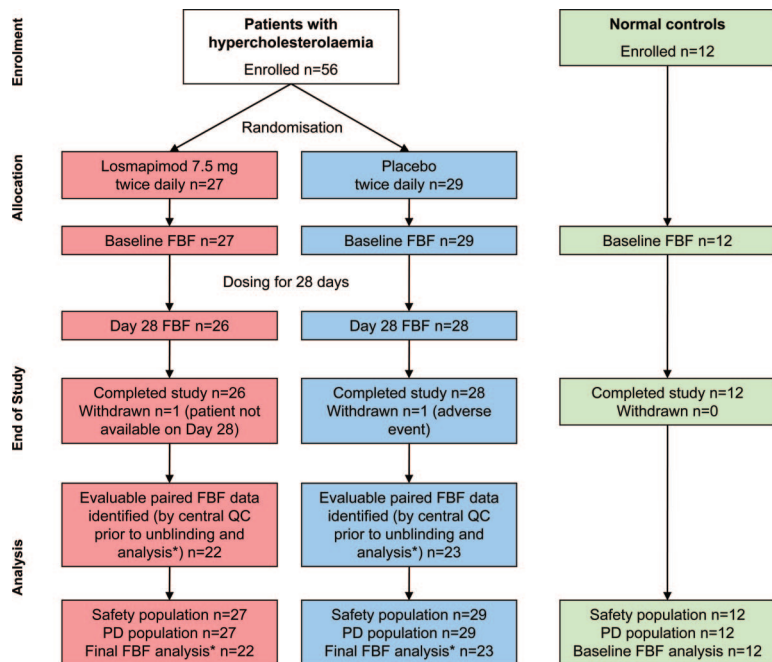 Enrolment
Patients with
hypercholesterolaemia
Enrolled n=56
Normal controls
Enrolled n=12
Randomisation
Allocation
Losmapimod 7.5 mg
twice daily n=27
Placebo
twice daily n=29
Baseline FBF n=27
Baseline FBF n=29
Baseline FBF n=12
Dosing for 28 days
Day 28 FBF n=26
Day 28 FBF n=28
End of Study
Completed study n=26
Withdrawn n=1 (patient not
available on Day 28)
Completed study n=28
Withdrawn n=1 (adverse
event)
Completed study n=12
Withdrawn n=0
Analysis
Evaluable paired FBF data
identified (by central QC
prior to unblinding and
analysis*) n=22
Evaluable paired FBF data
identified (by central QC
prior to unblinding and
analysis*) n=23
Safety population n=27
PD population n=27
Final FBF analysis* n=22
Safety population n=29
PD population n=29
Final FBF analysis* n=23
Safety population n=12
PD population n=12
Baseline FBF analysis n=12